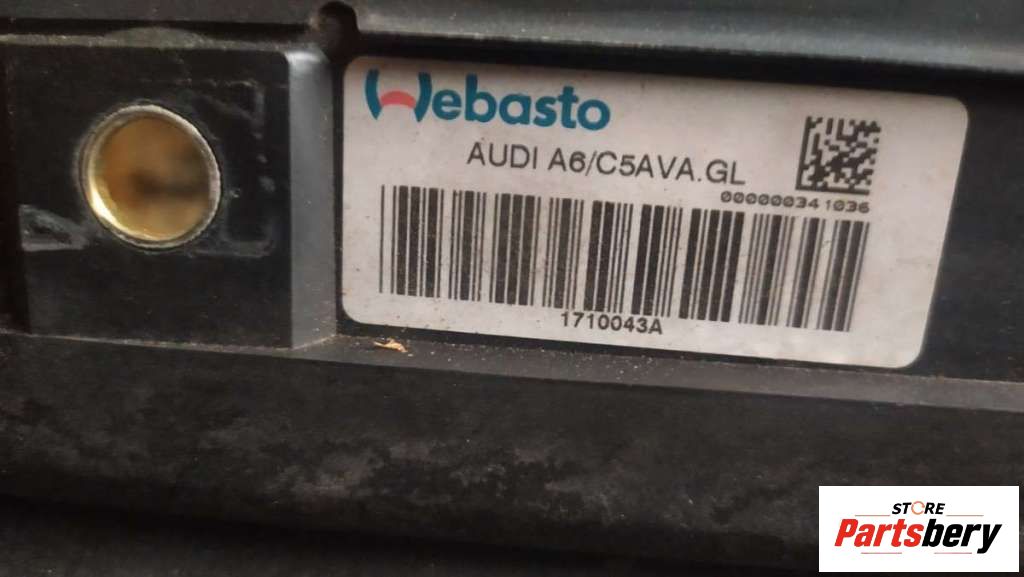 Webasto
AUDI A6/C5AVA.GL
000000341036
1710043A
STORE
Partsbery